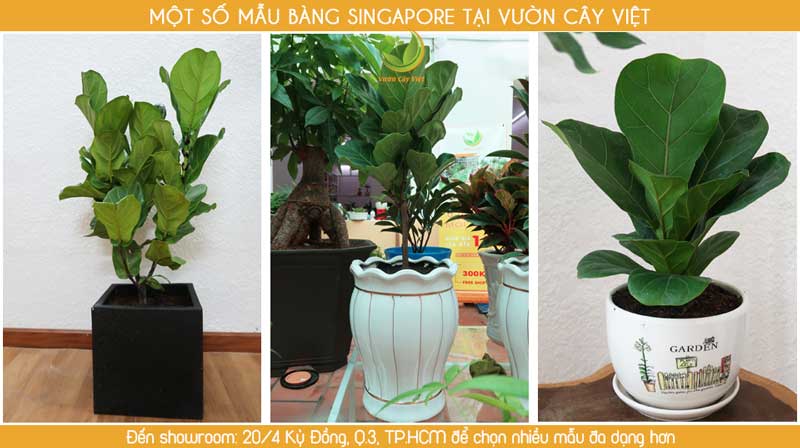 MỘT SỐ MẪU BÀNG SINGAPORE TẠI VƯỜN CÂY VIỆT
Vườn Cây Việt
300K
GARDEN
Đến showroom: 20/4 Kỳ Đồng, Q.3, TP.HCM để chọn nhiều mẫu đa dạng hơn